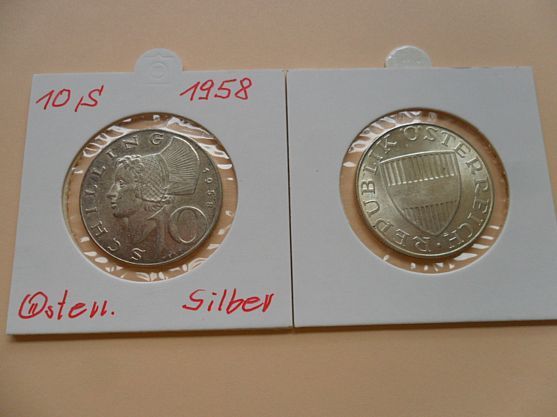 10 S 1958
SCHILLING 1958
10
REPUBLIK ÖSTERREICH
Österr. Silber